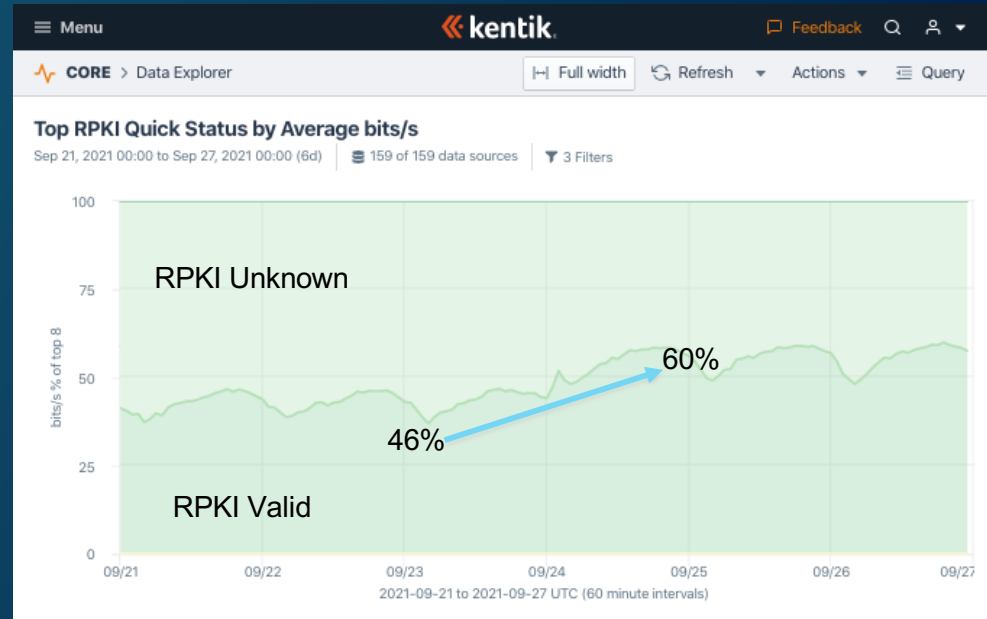 Menu
kentik.
Feedback
CORE > Data Explorer
Full width
Refresh
Actions
Query
Top RPKI Quick Status by Average bits/s
Sep 21, 2021 00:00 to Sep 27, 2021 00:00 (6d)
159 of 159 data sources
3 Filters
bits/s % of top 8
100
75
50
25
0
RPKI Unknown
60%
46%
RPKI Valid
09/21
09/22
09/23
09/24
09/25
09/26
09/27
2021-09-21 to 2021-09-27 UTC (60 minute intervals)